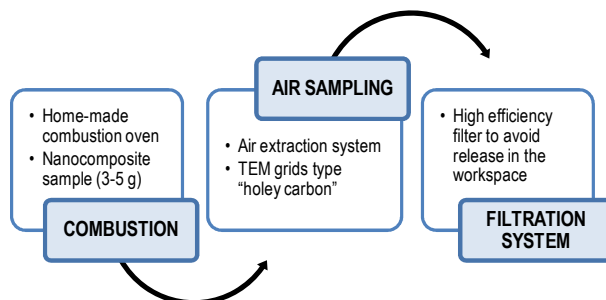 • Home-made
combustion oven
• Nanocomposite
sample (3-5 g)
COMBUSTION
AIR SAMPLING
• Air extraction system
• TEM grids type
“holey carbon”
• High efficiency
filter to avoid
release in the
workspace
FILTRATION
SYSTEM